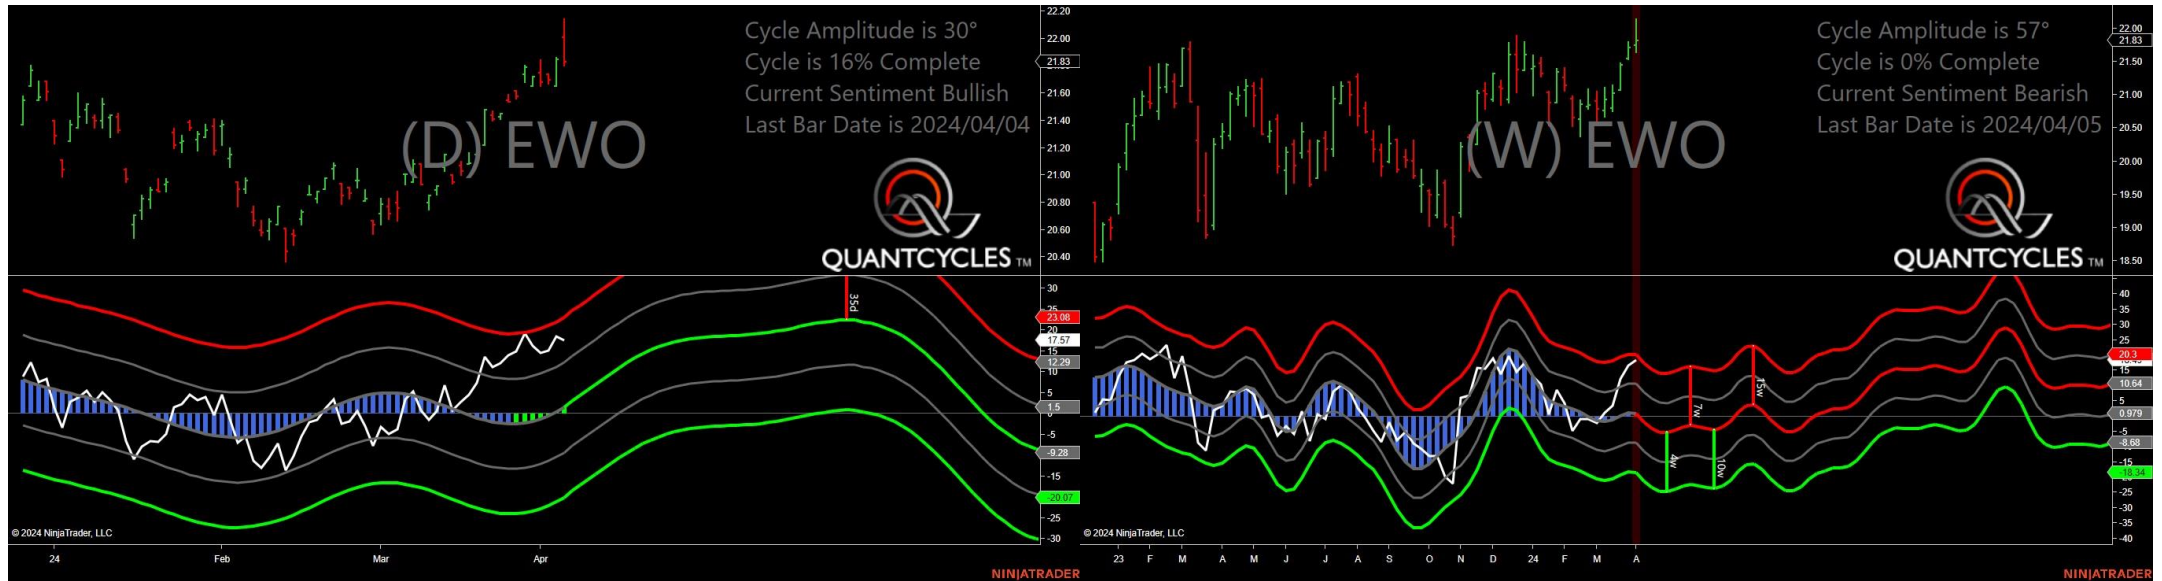 Cycle Amplitude is 30°
Cycle is 16% Complete
Current Sentiment Bullish
Last Bar Date is 2024/04/04
(D) EWO
QUANTCYCLES TM
22.20
22.00
21.83
21.60
21.40
21.20
21.00
20.80
20.60
20.40
35d
30
25
23.08
20
17.57
15
12.29
10
5
1.5
-5
-9.28
-15
-20.07
-25
-30
© 2024 NinjaTrader, LLC
24 Feb Mar Apr
NINJATRADER
Cycle Amplitude is 57°
Cycle is 0% Complete
Current Sentiment Bearish
Last Bar Date is 2024/04/05
(W) EWO
QUANTCYCLES TM
22.00
21.83
21.50
21.00
20.50
20.00
19.50
19.00
18.50
4w
7w
10w
15w
40
35
30
25
20.3
15
10.64
5
0.979
-5
-8.68
-15
-18.34
-25
-30
-35
-40
© 2024 NinjaTrader, LLC
23 F M A M J J A S O N D 24 F M A
NINJATRADER